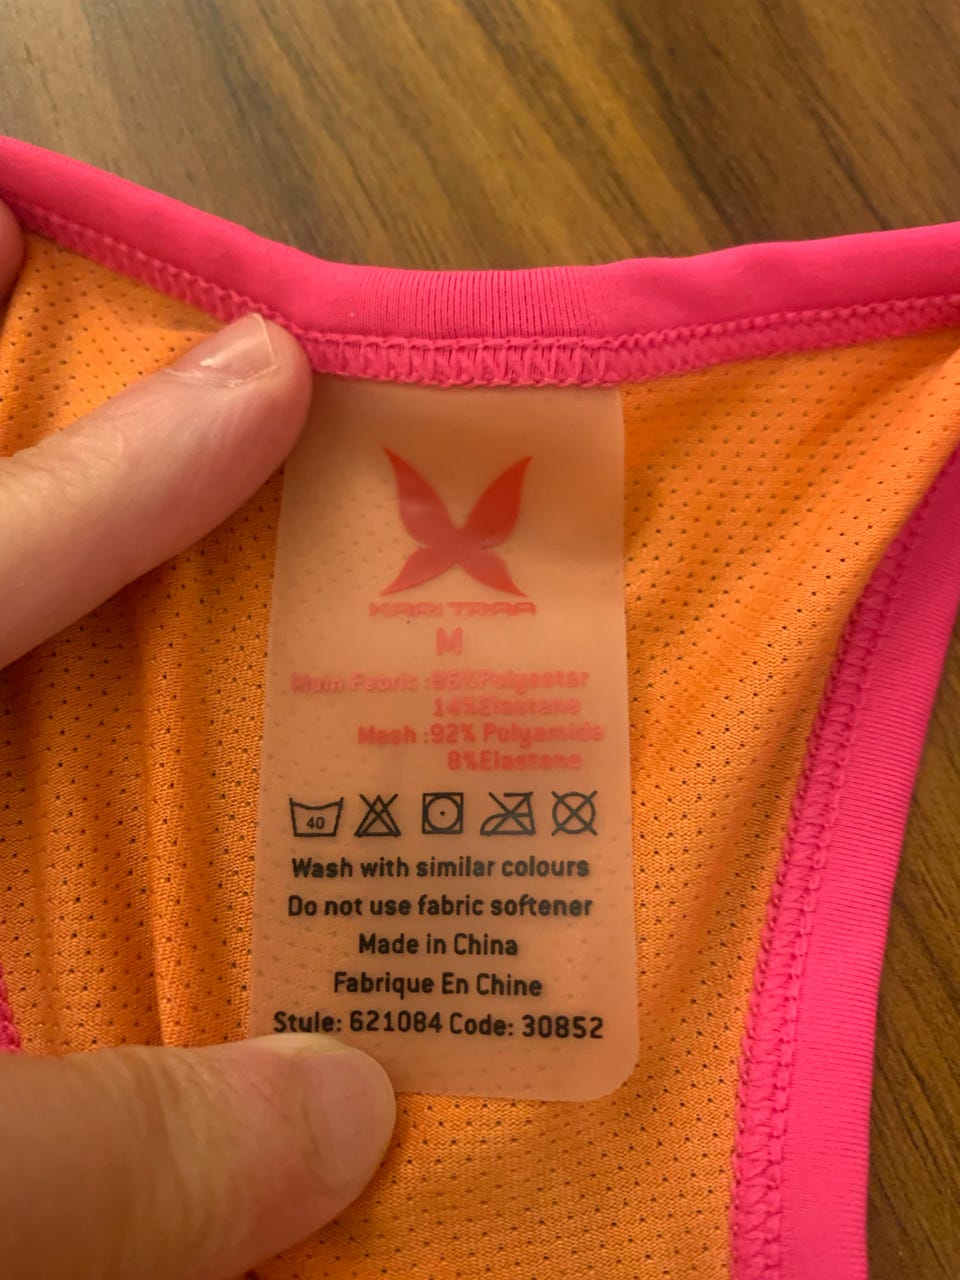 KARI TRAA
M
Main Fabric :86%Polyester
14%Elastane
Mesh :92% Polyamide
8%Elastane
40
Wash with similar colours
Do not use fabric softener
Made in China
Fabrique En Chine
Style: 621084 Code: 30852